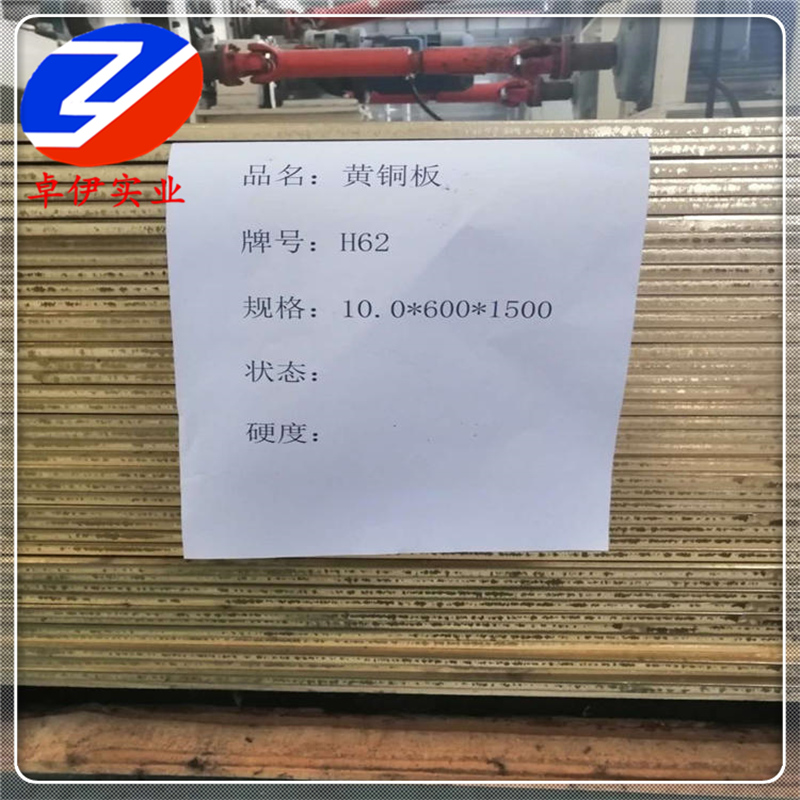 卓伊实业
品名：黄铜板
牌号：H62
规格：10.0*600*1500
状态：
硬度：